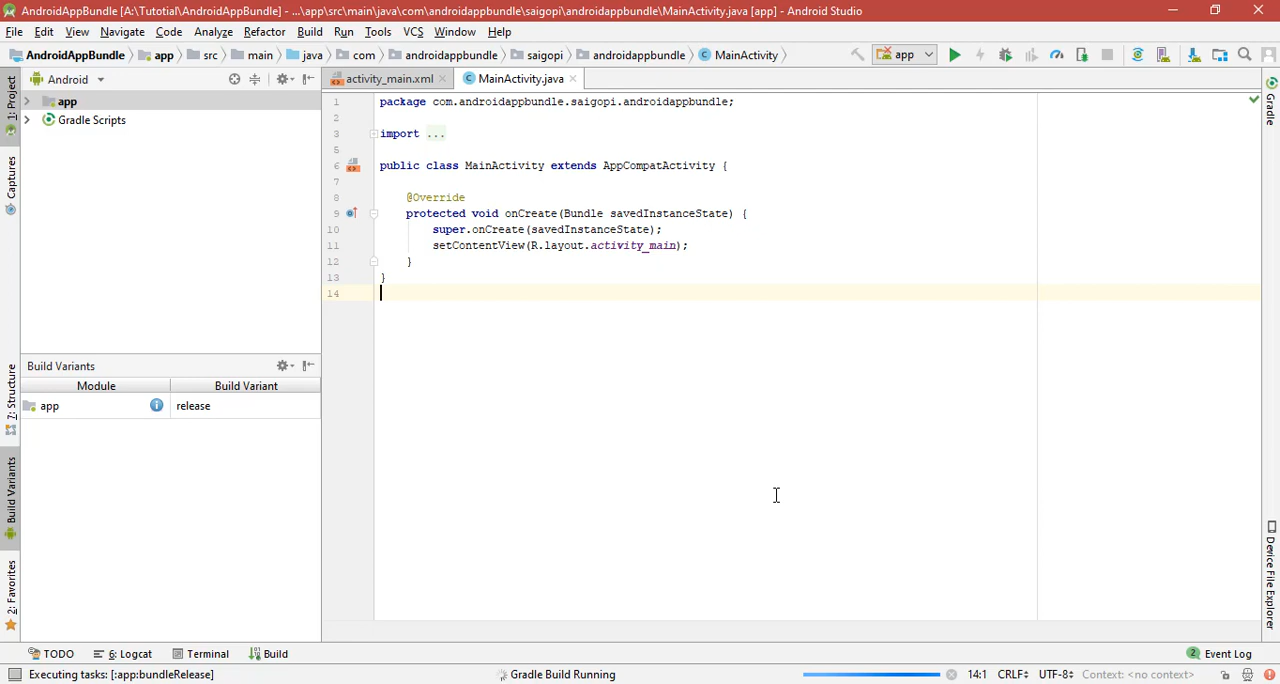 AndroidAppBundle [A:\Tutotial\AndroidAppBundle] - ...\app\src\main\java\com\androidappbundle\saigopi\androidappbundle\MainActivity.java [app] - Android Studio
File Edit View Navigate Code Analyze Refactor Build Run Tools VCS Window Help
AndroidAppBundle app src main java com androidappbundle saigopi androidappbundle MainActivity app
1: Project
Captures
7: Structure
Build Variants
2: Favorites
Android
app
Gradle Scripts
activity_main.xml MainActivity.java
1 package com.androidappbundle.saigopi.androidappbundle;
2
3 import ...
5
6 public class MainActivity extends AppCompatActivity {
7
8 @Override
9 protected void onCreate(Bundle savedInstanceState) {
10 super.onCreate(savedInstanceState);
11 setContentView(R.layout.activity_main);
12 }
13 }
14
Build Variants
Module Build Variant
app release
Gradle
Device File Explorer
TODO 6: Logcat Terminal Build 2 Event Log
Executing tasks: [:app:bundleRelease] Gradle Build Running 14:1 CRLF UTF-8 Context: <no context>